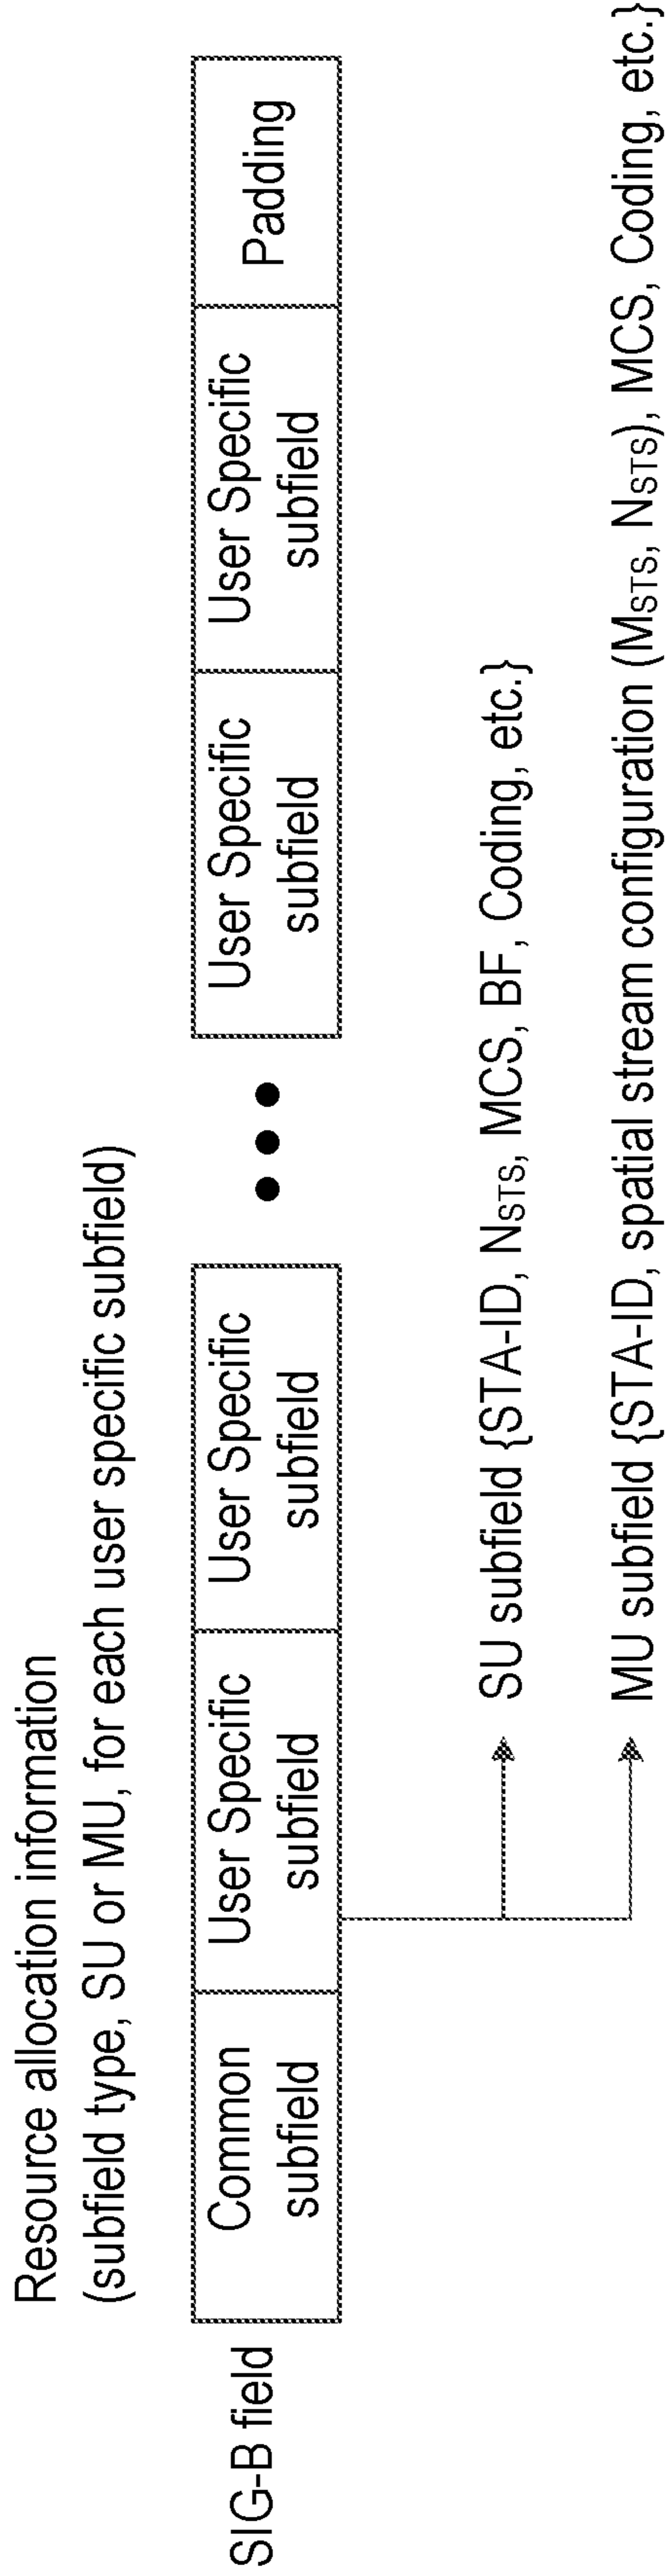 Resource allocation information
(subfield type, SU or MU, for each user specific subfield)
SIG-B field
Common
subfield
User Specific
subfield
User Specific
subfield
User Specific
subfield
User Specific
subfield
Padding
SU subfield {STA-ID, NSTS, MCS, BF, Coding, etc.}
MU subfield {STA-ID, spatial stream configuration (MSTS, NSTS), MCS, Coding, etc.}